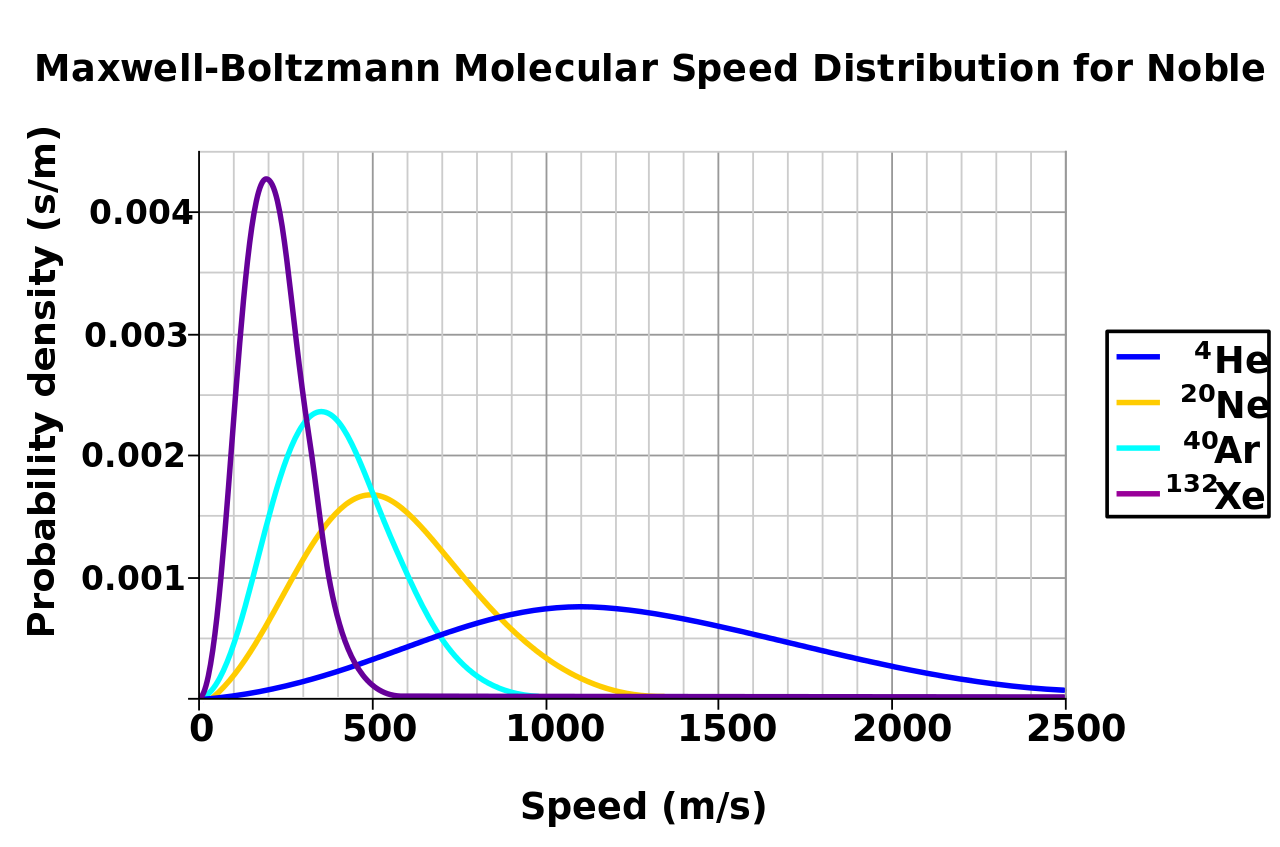 Maxwell-Boltzmann Molecular Speed Distribution for Noble
Probability density (s/m)
0.004
0.003
0.002
0.001
0 500 1000 1500 2000 2500
Speed (m/s)
⁴He
²⁰Ne
⁴⁰Ar
¹³²Xe